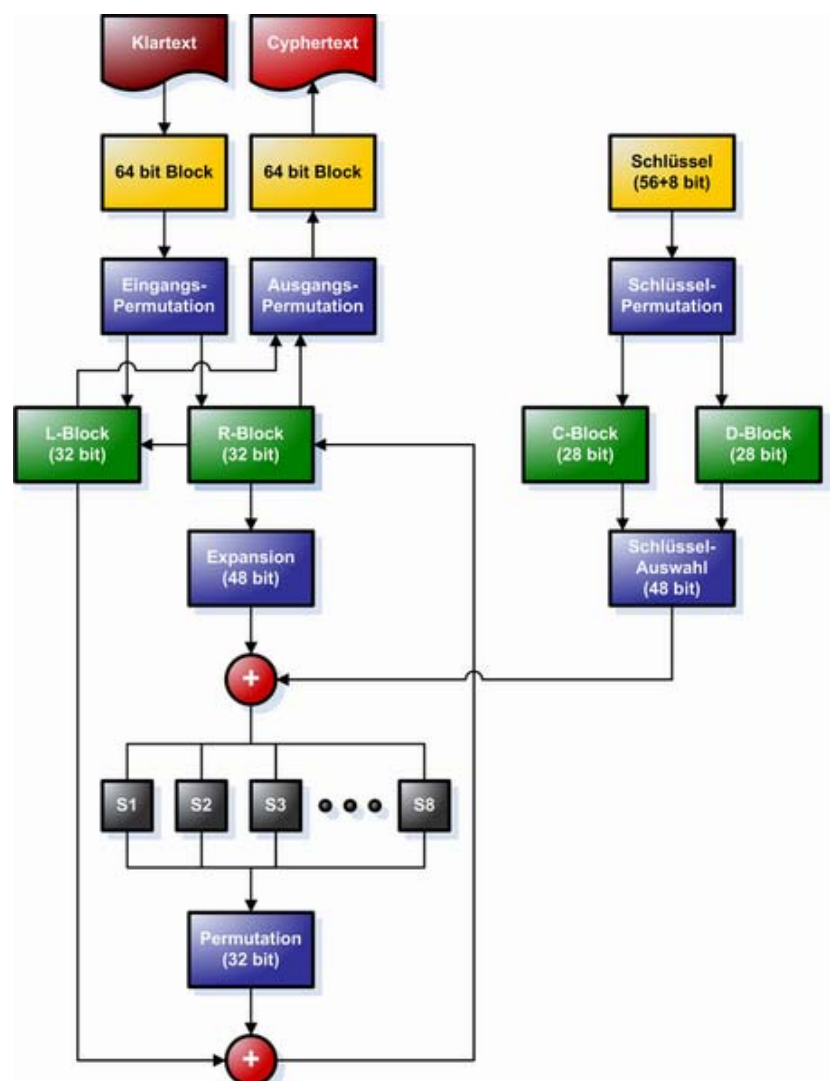 Klartext
Cyphertext
64 bit Block
64 bit Block
Schlüssel
(56+8 bit)
Eingangs-
Permutation
Ausgangs-
Permutation
Schlüssel-
Permutation
L-Block
(32 bit)
R-Block
(32 bit)
C-Block
(28 bit)
D-Block
(28 bit)
Expansion
(48 bit)
Schlüssel-
Auswahl
(48 bit)
+
S1
S2
S3
S8
Permutation
(32 bit)
+